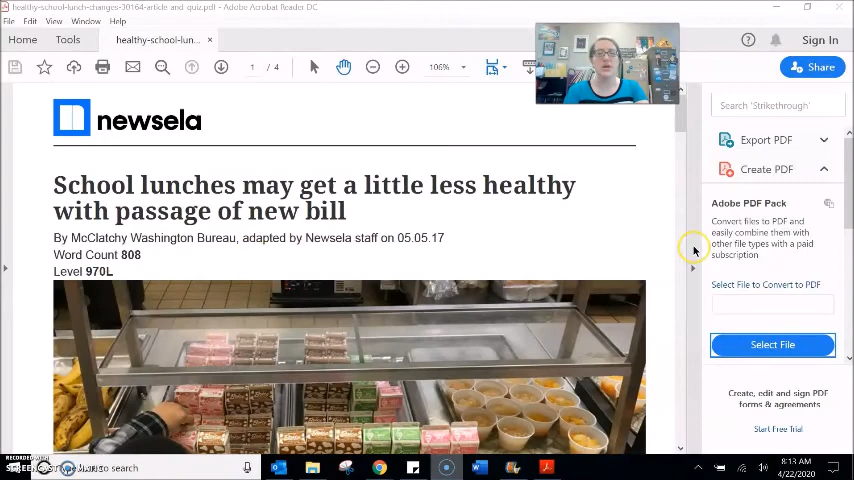 healthy-school-lunch-changes-30164-article and quiz.pdf - Adobe Acrobat Reader DC
File Edit View Window Help
Home Tools healthy-school-lun... × Sign In
1 / 4 106% Share
newsela
School lunches may get a little less healthy
with passage of new bill
By McClatchy Washington Bureau, adapted by Newsela staff on 05.05.17
Word Count 808
Level 970L
Search 'Strikethrough'
Export PDF
Create PDF
Adobe PDF Pack
Convert files to PDF and
easily combine them with
other file types with a paid
subscription
Select File to Convert to PDF
Select File
Create, edit and sign PDF
forms & agreements
Start Free Trial
RECORDED WITH
to search
8:13 AM
4/22/2020